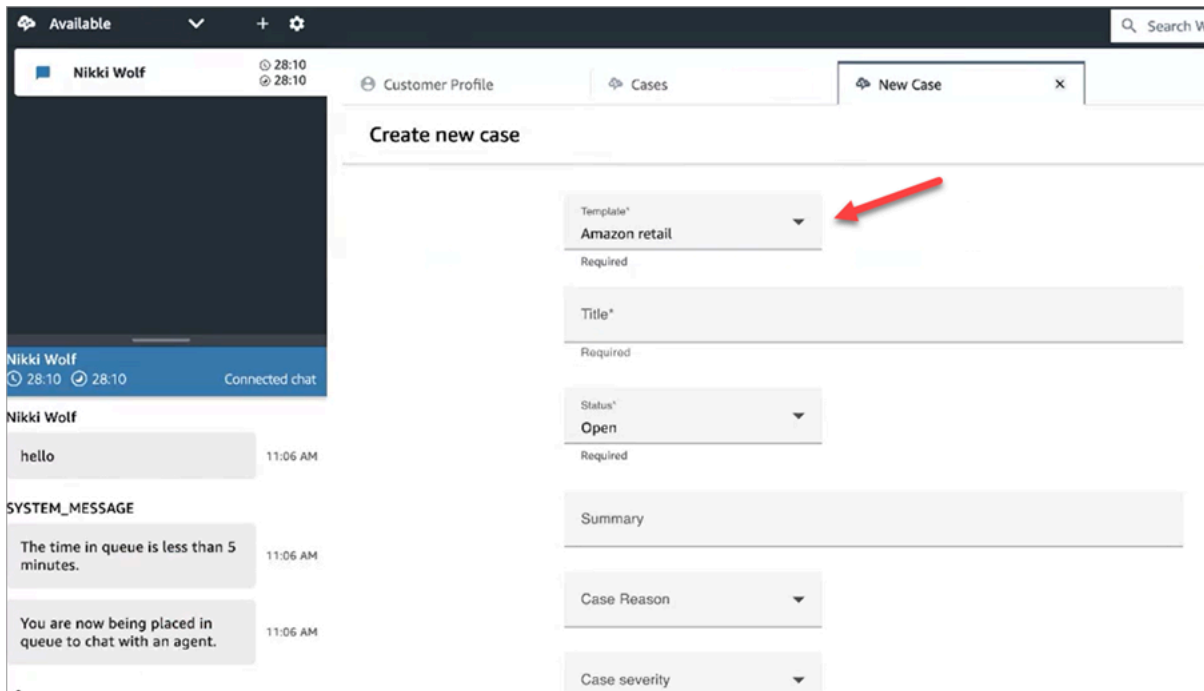 Available
Search W
Nikki Wolf
28:10
28:10
Customer Profile
Cases
New Case
Create new case
Template*
Amazon retail
Required
Title*
Required
Status*
Open
Required
Summary
Case Reason
Case severity
Nikki Wolf
28:10 28:10 Connected chat
Nikki Wolf
hello
11:06 AM
SYSTEM_MESSAGE
The time in queue is less than 5
minutes.
11:06 AM
You are now being placed in
queue to chat with an agent.
11:06 AM